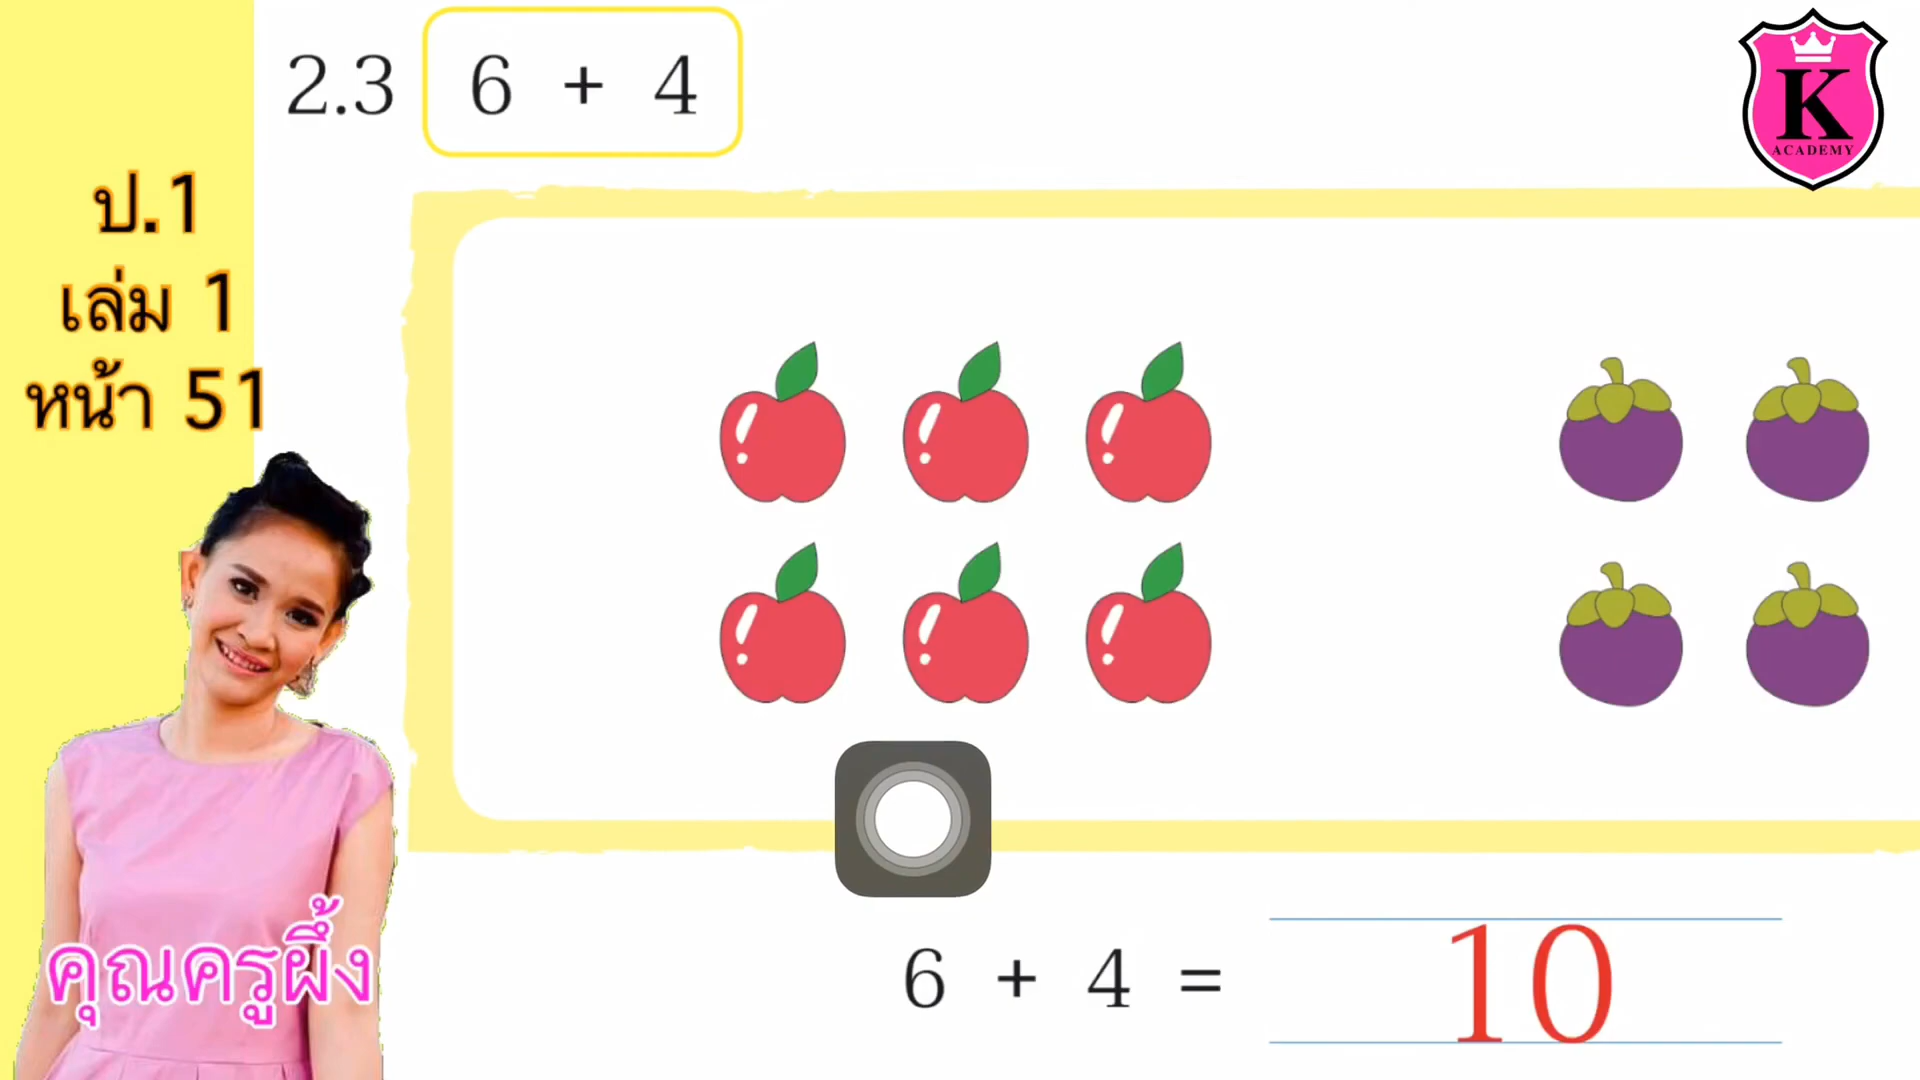 2.3 6 + 4
K
ACADEMY
ป.1
เล่ม 1
หน้า 51
คุณครูผึ้ง
6 + 4 = 10